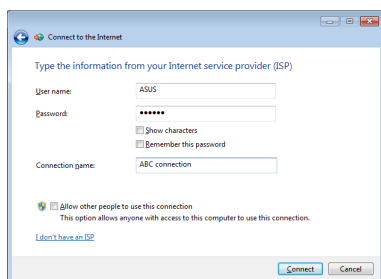 Connect to the Internet
Type the information from your Internet service provider (ISP)
User name: ASUS
Password: ••••••
Show characters
Remember this password
Connection name: ABC connection
Allow other people to use this connection
This option allows anyone with access to this computer to use this connection.
I don't have an ISP
Connect Cancel